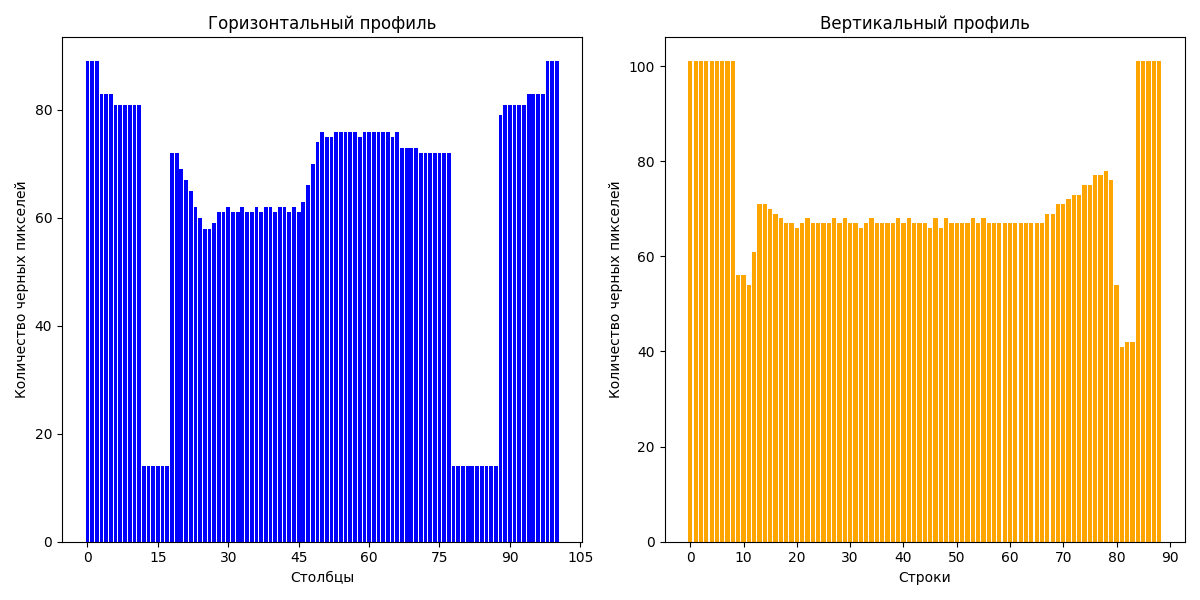 Горизонтальный профиль
Количество черных пикселей
80
60
40
20
0
0 15 30 45 60 75 90 105
Столбцы
Вертикальный профиль
Количество черных пикселей
100
80
60
40
20
0
0 10 20 30 40 50 60 70 80 90
Строки